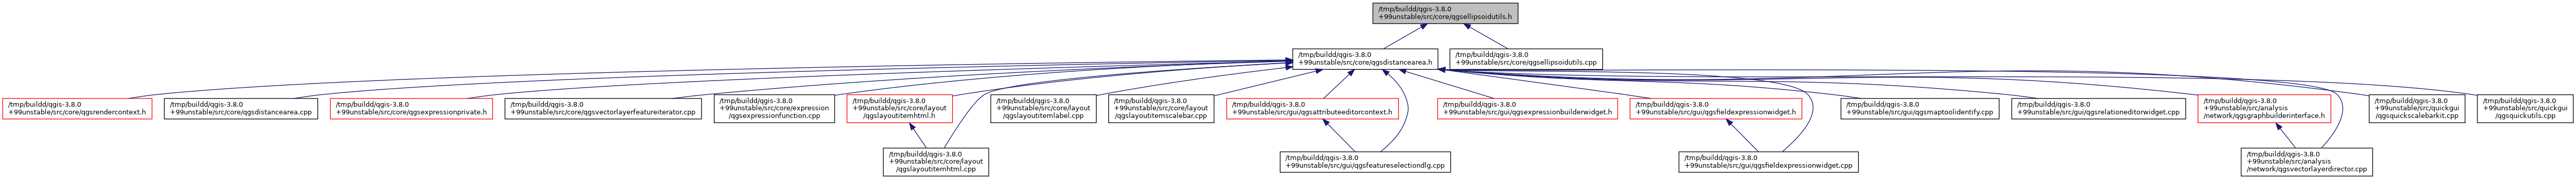 /tmp/buildd/qgis-3.8.0
+99unstable/src/core/qgsellipsoidutils.h
/tmp/buildd/qgis-3.8.0
+99unstable/src/core/qgsdistancearea.h
/tmp/buildd/qgis-3.8.0
+99unstable/src/core/qgsellipsoidutils.cpp
/tmp/buildd/qgis-3.8.0
+99unstable/src/core/qgsrendercontext.h
/tmp/buildd/qgis-3.8.0
+99unstable/src/core/qgsdistancearea.cpp
/tmp/buildd/qgis-3.8.0
+99unstable/src/core/qgsexpressionprivate.h
/tmp/buildd/qgis-3.8.0
+99unstable/src/core/qgsvectorlayerfeatureiterator.cpp
/tmp/buildd/qgis-3.8.0
+99unstable/src/core/expression
/qgsexpressionfunction.cpp
/tmp/buildd/qgis-3.8.0
+99unstable/src/core/layout
/qgslayoutitemhtml.h
/tmp/buildd/qgis-3.8.0
+99unstable/src/core/layout
/qgslayoutitemlabel.cpp
/tmp/buildd/qgis-3.8.0
+99unstable/src/core/layout
/qgslayoutitemscalebar.cpp
/tmp/buildd/qgis-3.8.0
+99unstable/src/gui/qgsattributeeditorcontext.h
/tmp/buildd/qgis-3.8.0
+99unstable/src/gui/qgsexpressionbuilderwidget.h
/tmp/buildd/qgis-3.8.0
+99unstable/src/gui/qgsfieldexpressionwidget.h
/tmp/buildd/qgis-3.8.0
+99unstable/src/gui/qgsmaptoolidentify.cpp
/tmp/buildd/qgis-3.8.0
+99unstable/src/gui/qgsrelationeditorwidget.cpp
/tmp/buildd/qgis-3.8.0
+99unstable/src/analysis
/network/qgsgraphbuilderinterface.h
/tmp/buildd/qgis-3.8.0
+99unstable/src/quickgui
/qgsquickscalebarkit.cpp
/tmp/buildd/qgis-3.8.0
+99unstable/src/quickgui
/qgsquickutils.cpp
/tmp/buildd/qgis-3.8.0
+99unstable/src/core/layout
/qgslayoutitemhtml.cpp
/tmp/buildd/qgis-3.8.0
+99unstable/src/gui/qgsfeatureselectiondlg.cpp
/tmp/buildd/qgis-3.8.0
+99unstable/src/gui/qgsfieldexpressionwidget.cpp
/tmp/buildd/qgis-3.8.0
+99unstable/src/analysis
/network/qgsvectorlayerdirector.cpp